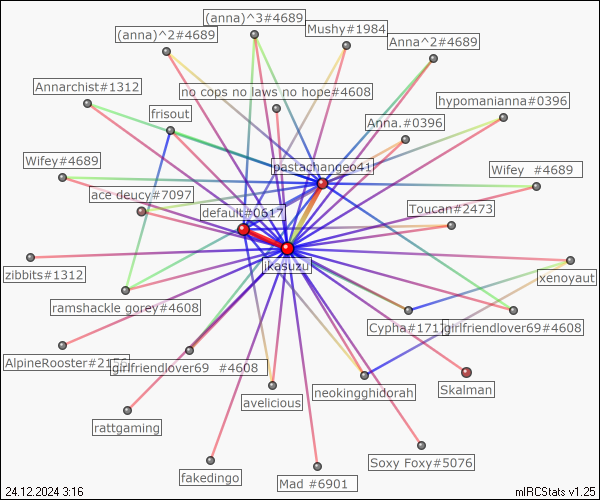 (anna)^3#4689
(anna)^2#4689
Mushy#1984
Anna^2#4689
Annarchist#1312
no cops no laws no hope#4608
hypomanianna#0396
frisout
Anna.#0396
Wifey#4689
pastachangeo41
Wifey #4689
ace deucy#7097
default#0617
Toucan#2473
jkasuzu
zibbits#1312
xenoyaut
ramshackle gorey#4608
Cypha#1711
girlfriendlover69#4608
AlpineRooster#2156
girlfriendlover69 #4608
neokingghidorah
Skalman
avelicious
rattgaming
Soxy Foxy#5076
fakedingo
Mad #6901
24.12.2024 3:16
mIRCStats v1.25